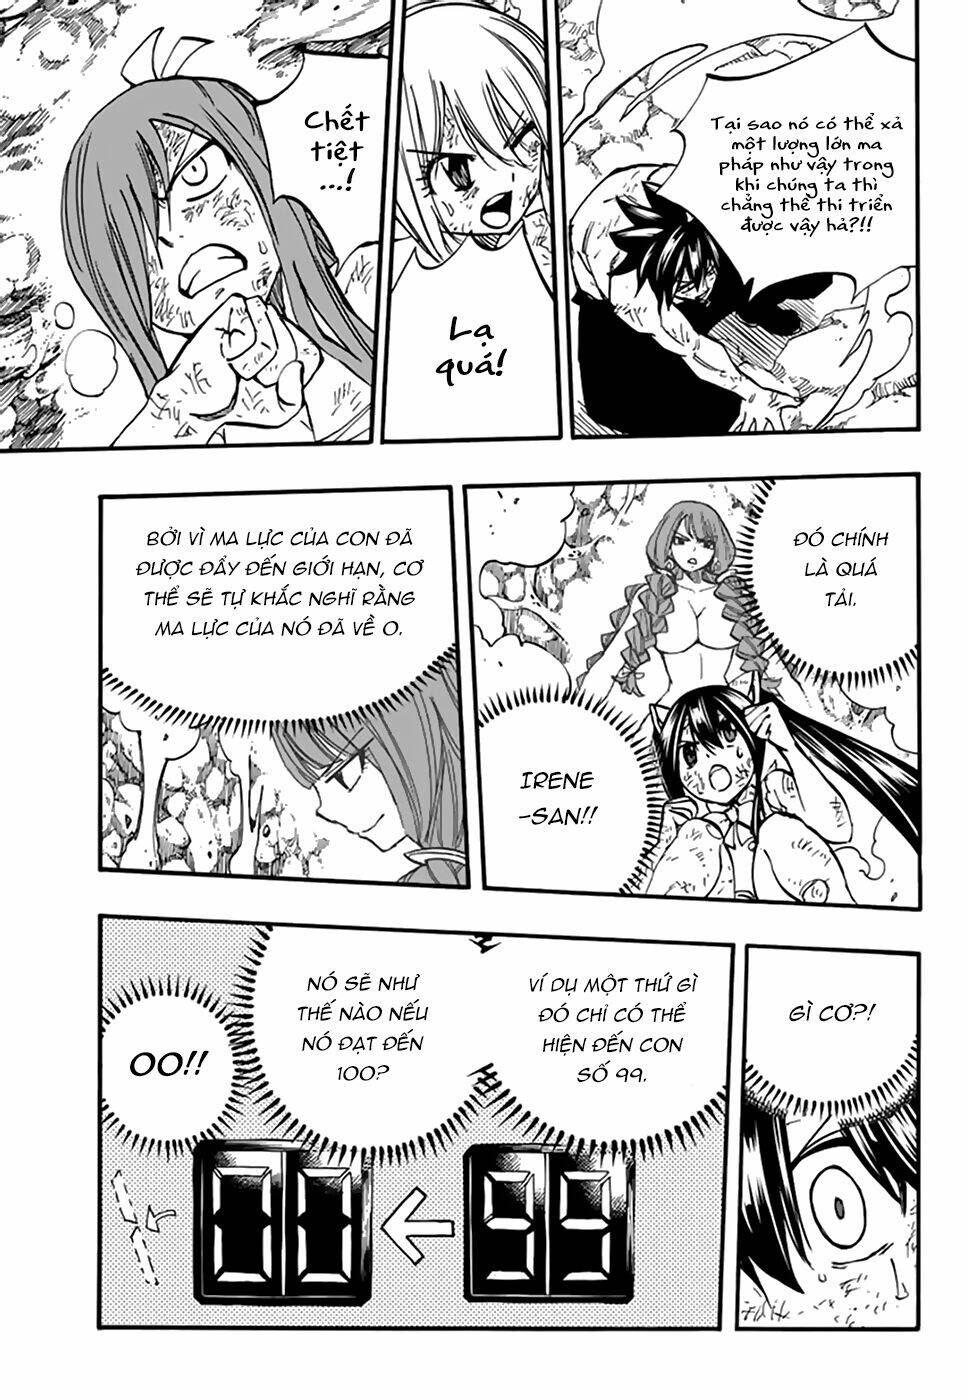 Tại sao nó có thể xả
một lượng lớn ma
pháp như vậy trong
khi chúng ta thì
chẳng thể thi triển
được vậy hả?!!
Lạ
quá!
Chết
tiệt
...!
ĐÓ CHÍNH
LÀ QUÁ
TẢI.
IRENE
-SAN!!
BỞI VÌ MA LỰC CỦA CON ĐÃ
ĐƯỢC ĐẨY ĐẾN GIỚI HẠN, CƠ
THỂ SẼ TỰ KHẮC NGHĨ RẰNG
MA LỰC CỦA NÓ ĐÃ VỀ 0.
GÌ CƠ?!
VÍ DỤ MỘT THỨ GÌ
ĐÓ CHỈ CÓ THỂ
HIỆN ĐẾN CON
SỐ 99.
NÓ SẼ NHƯ
THẾ NÀO NẾU
NÓ ĐẠT ĐẾN
100?
00!!
99
00